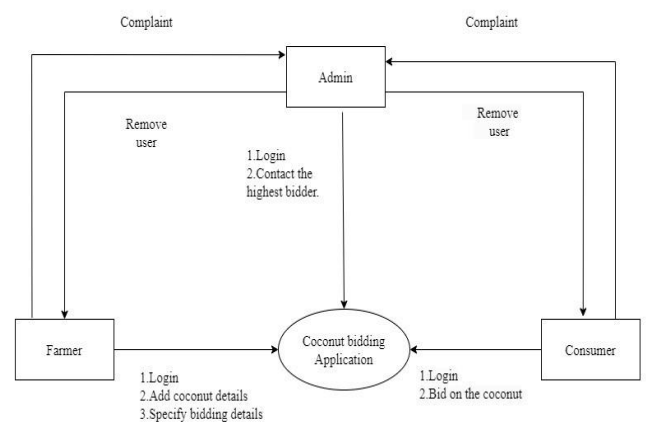 Complaint
Complaint
Admin
Remove
user
Remove
user
1.Login
2.Contact the
highest bidder.
Farmer
Coconut bidding
Application
Consumer
1.Login
2.Add coconut details
3.Specify bidding details
1.Login
2.Bid on the coconut